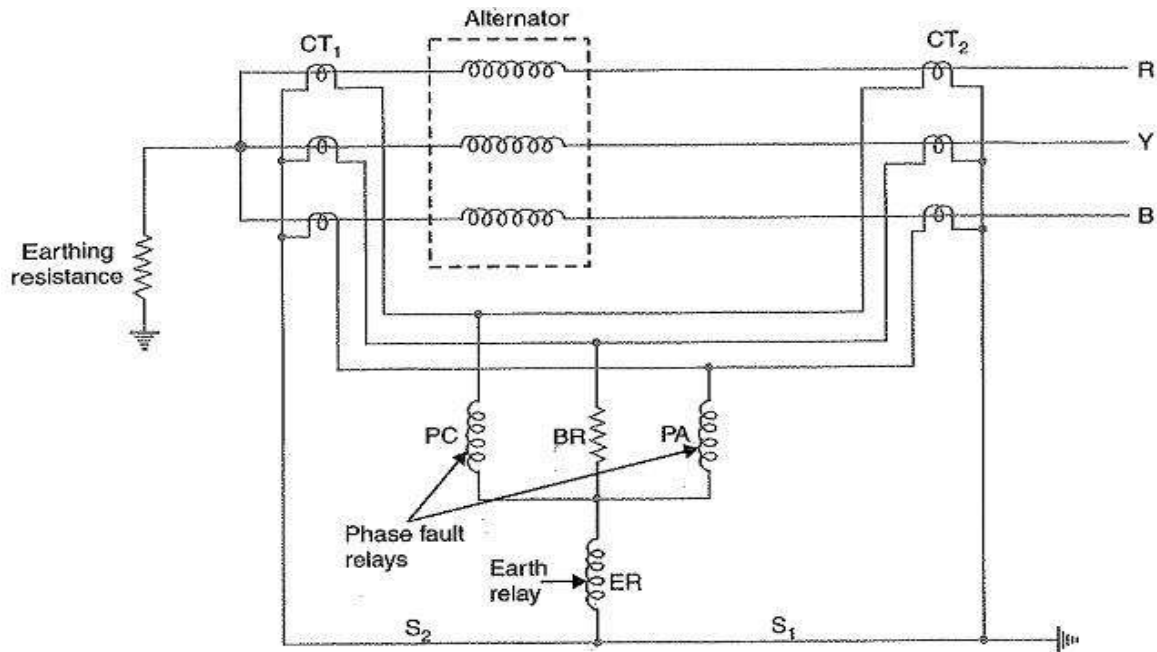 Alternator
CT1
CT2
R
Y
B
Earthing
resistance
PC
BR
PA
Phase fault
relays
Earth
relay
ER
S2
S1